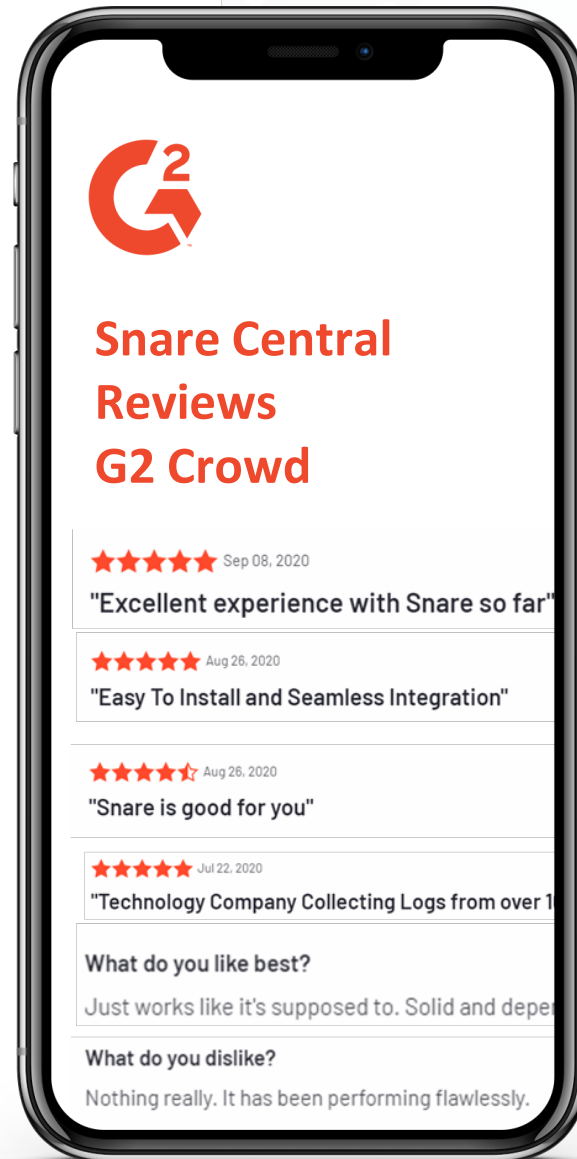 G2
™
Snare Central
Reviews
G2 Crowd
Sep 08, 2020
"Excellent experience with Snare so far"
Aug 26, 2020
"Easy To Install and Seamless Integration"
Aug 26, 2020
"Snare is good for you"
Jul 22, 2020
"Technology Company Collecting Logs from over
What do you like best?
Just works like it's supposed to. Solid and
What do you dislike?
Nothing really. It has been performing flawlessly.